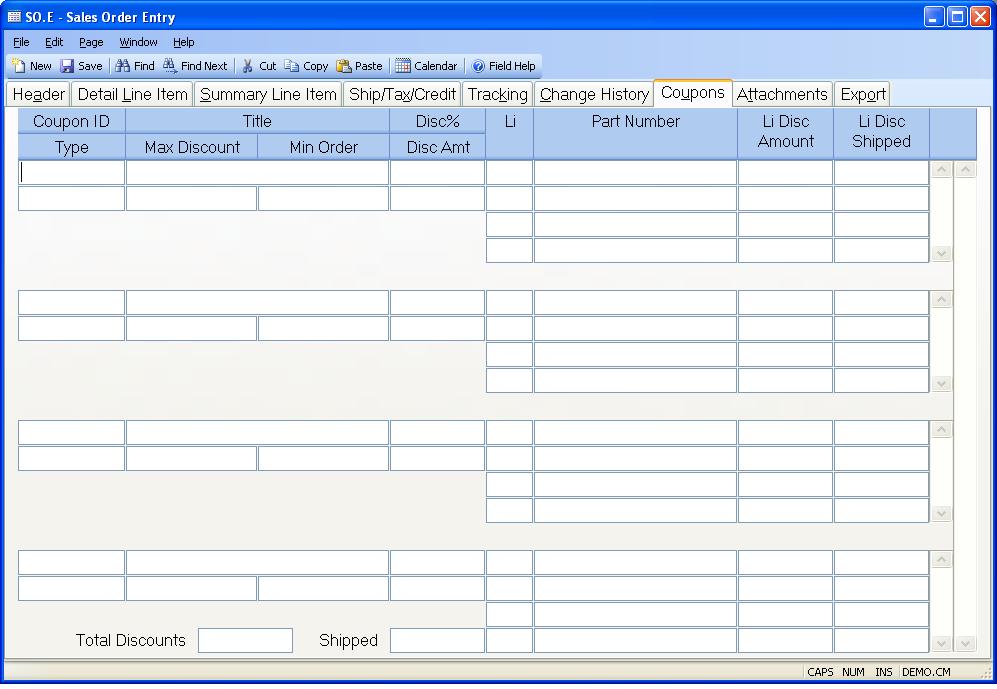 SO.E - Sales Order Entry
File Edit Page Window Help
New Save Find Find Next Cut Copy Paste Calendar Field Help
Header Detail Line Item Summary Line Item Ship/Tax/Credit Tracking Change History Coupons Attachments Export
Coupon ID Title Disc% Li Part Number Li Disc Amount Li Disc Shipped
Type Max Discount Min Order Disc Amt
Total Discounts Shipped
CAPS NUM INS DEMO.CM